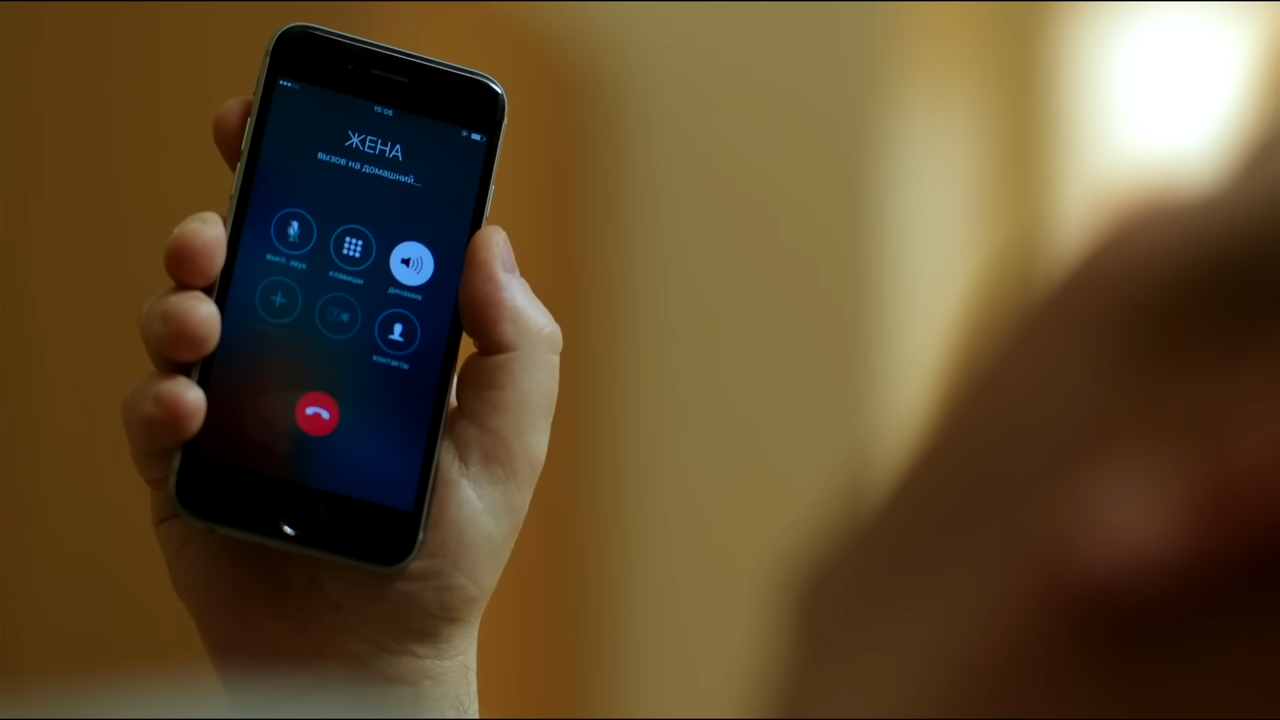 15:06
ЖЕНА
вызов на домашний...
выкл. звук
клавиши
динамик
контакты